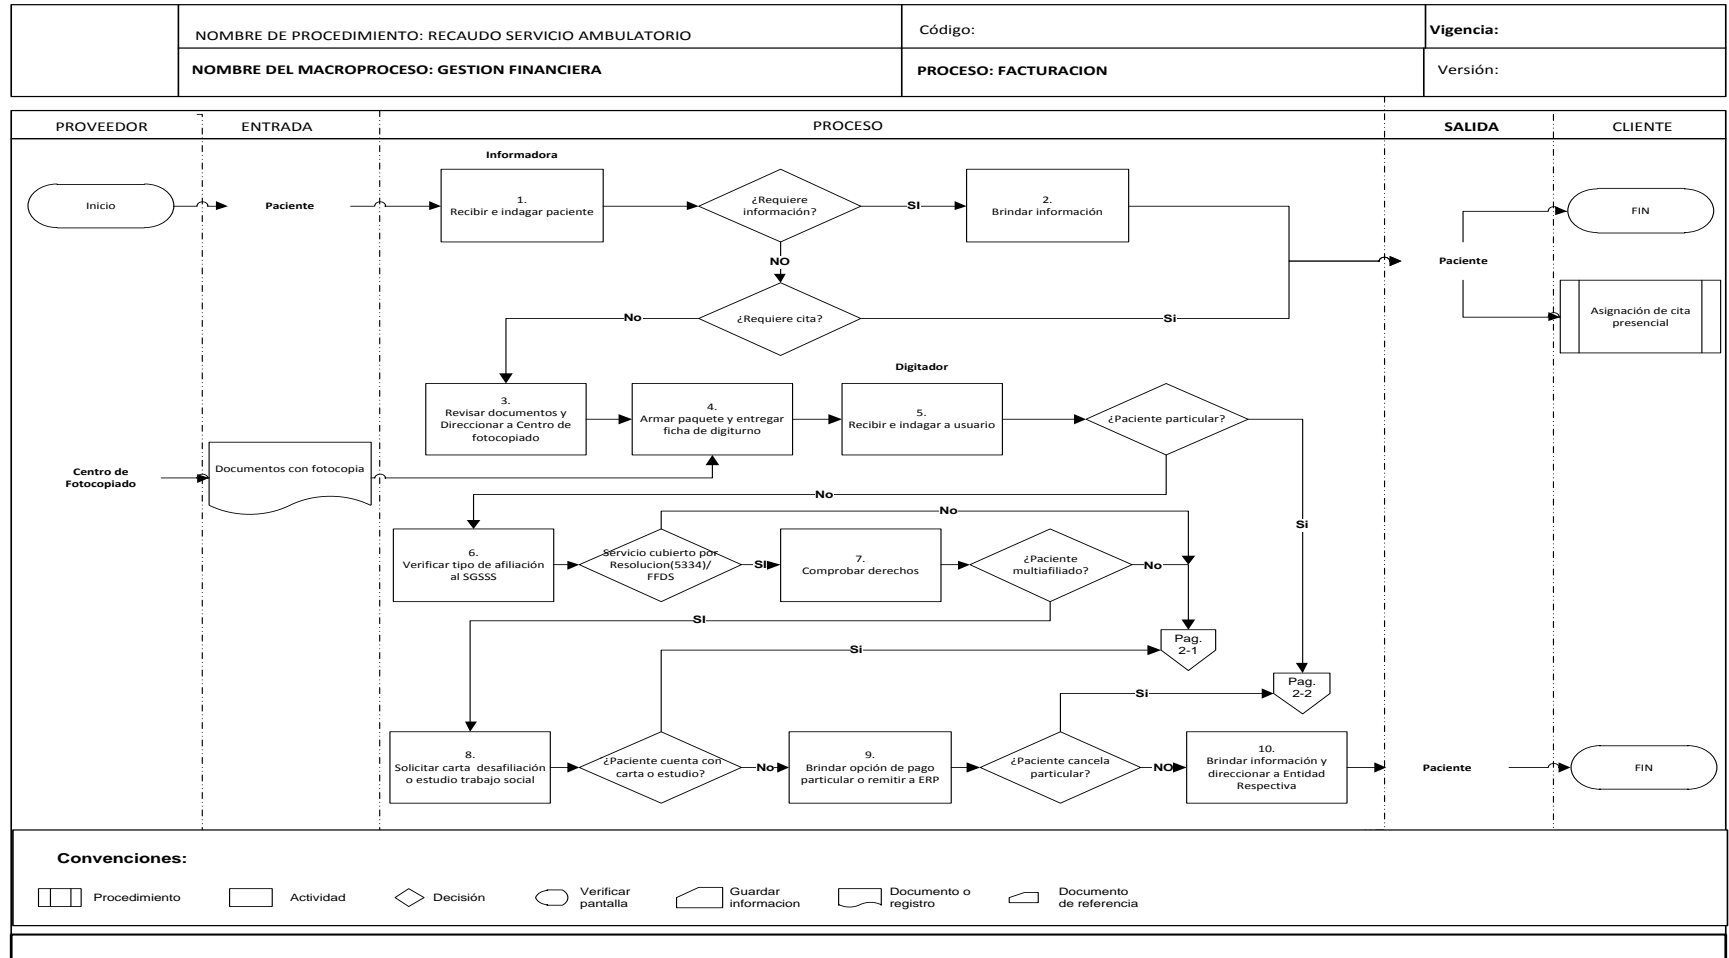 NOMBRE DE PROCEDIMIENTO: RECAUDO SERVICIO AMBULATORIO
Código:
Vigencia:
NOMBRE DEL MACROPROCESO: GESTION FINANCIERA
PROCESO: FACTURACION
Versión:
PROVEEDOR
ENTRADA
PROCESO
SALIDA
CLIENTE
Informadora
Inicio
Paciente
1.
Recibir e indagar paciente
¿Requiere
información?
SI
2.
Brindar información
FIN
NO
Paciente
¿Requiere cita?
No
Si
Asignación de cita
presencial
Digitador
3.
Revisar documentos y
Direccionar a Centro de
fotocopiado
4.
Armar paquete y entregar
ficha de digiturno
5.
Recibir e indagar a usuario
¿Paciente particular?
Centro de
Fotocopiado
Documentos con fotocopia
No
Si
No
6.
Verificar tipo de afiliación
al SGSSS
Servicio cubierto por
Resolucion(5334)/
FFDS
SI
7.
Comprobar derechos
¿Paciente
multiafiliado?
No
SI
Pag.
2-1
Si
Pag.
2-2
Si
8.
Solicitar carta desafiliación
o estudio trabajo social
¿Paciente cuenta con
carta o estudio?
No
9.
Brindar opción de pago
particular o remitir a ERP
¿Paciente cancela
particular?
NO
10.
Brindar información y
direccionar a Entidad
Respectiva
Paciente
FIN
Convenciones:
Procedimiento
Actividad
Decisión
Verificar
pantalla
Guardar
informacion
Documento o
registro
Documento
de referencia